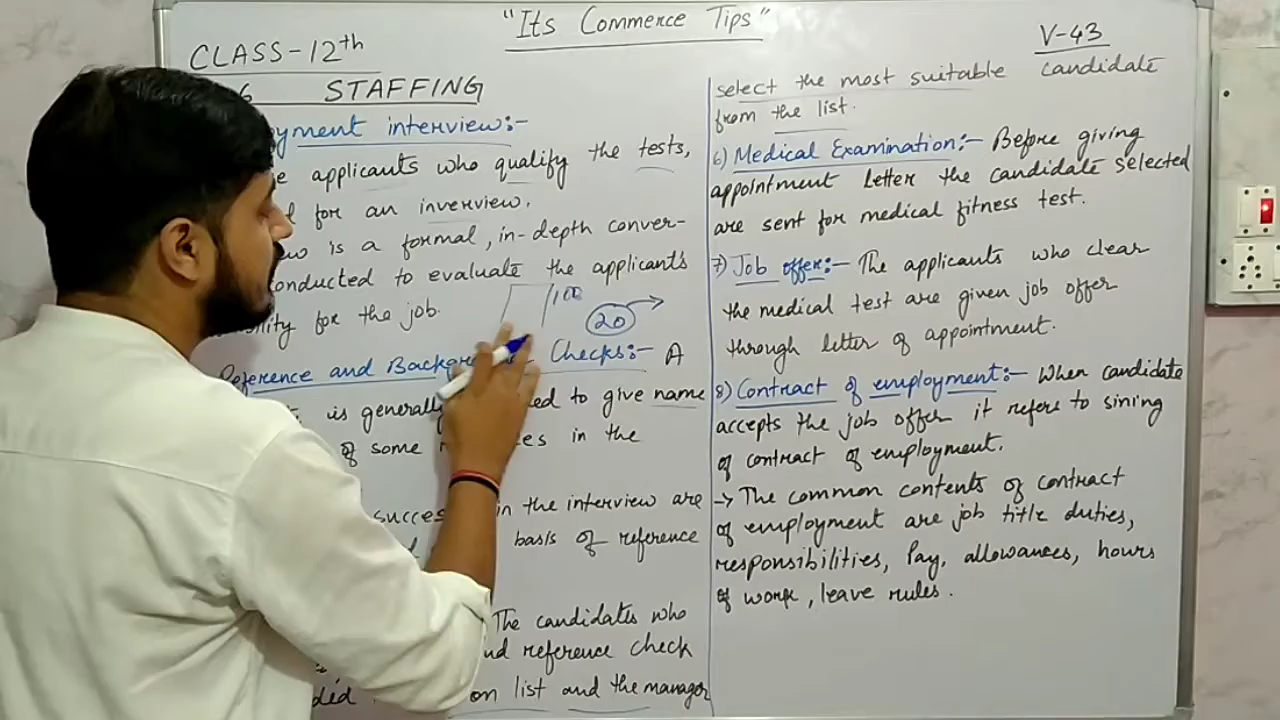 "Its Commerce Tips"
V-43
CLASS-12th
6 STAFFING
yment interview:-
e applicants who qualify the tests,
l for an inverview.
w is a formal, in-depth conver-
onducted to evaluate the applicant's
for the job.
100
20
Reference and Backgr Checks:- A
is generally ed to give name
of some es in the
succes in the interview are
basis of reference
The candidates who
nd reference check
on list and the manager
select the most suitable candidate
from the list.
6) Medical Examination:- Before giving
appointment letter the candidate selected
are sent for medical fitness test.
7) Job offer:- The applicants who clear
the medical test are given job offer
through letter of appointment.
8) Contract of employment:- When candidate
accepts the job offer it refers to sining
of contract of employment.
-> The common contents of contract
of employment are job title duties,
responsibilities, Pay, allowances, hours
of work, leave rules.